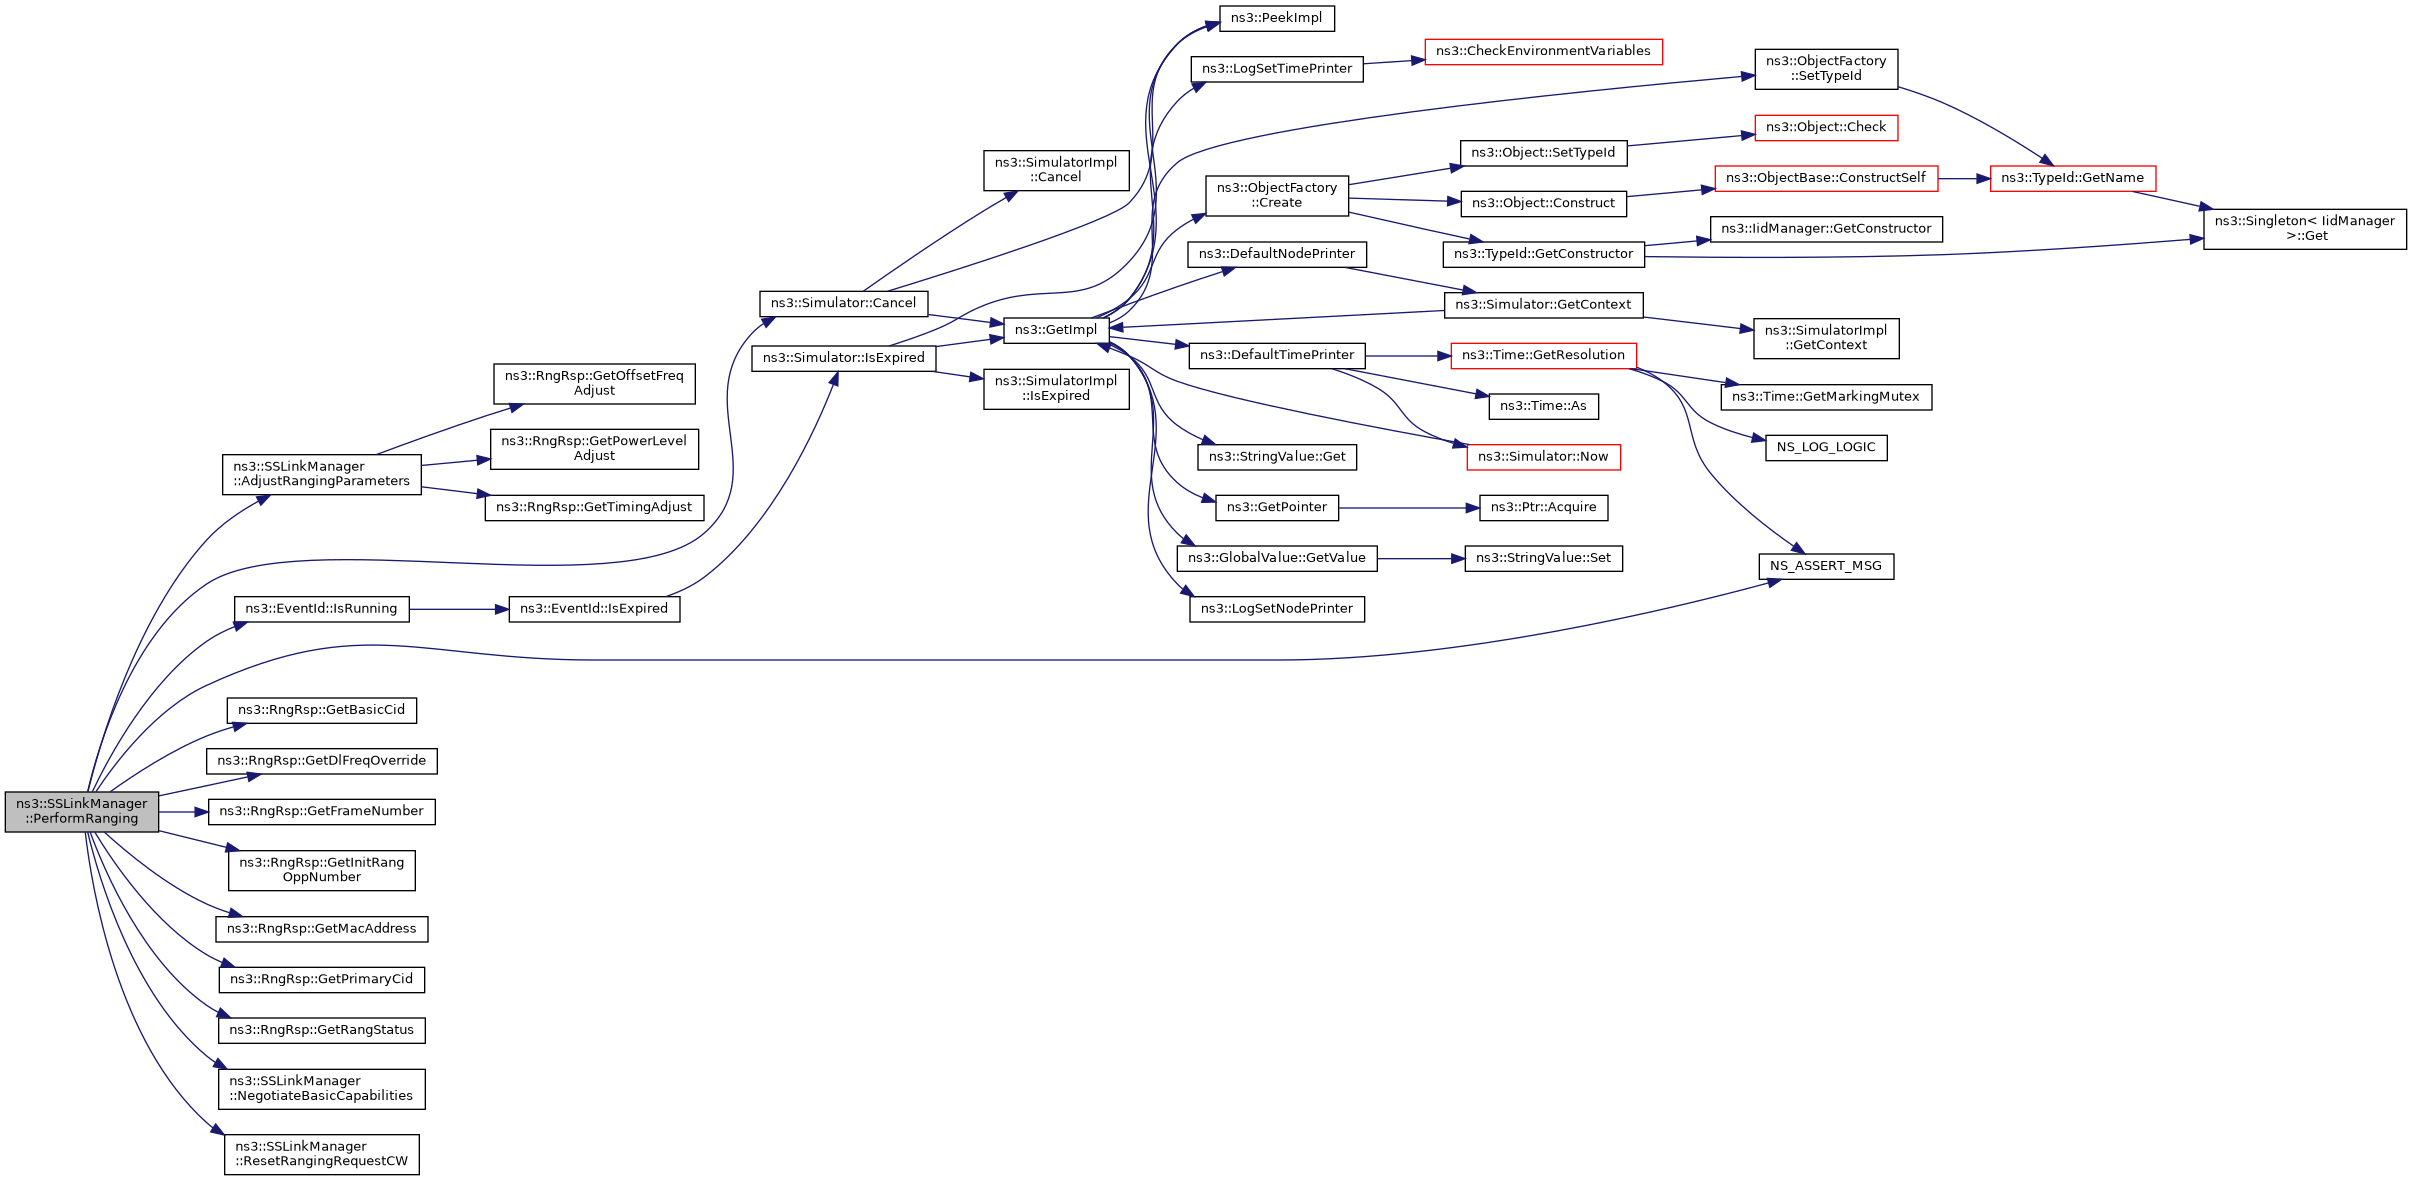 ns3::SSLinkManager
::PerformRanging
ns3::SSLinkManager
::AdjustRangingParameters
ns3::EventId::IsRunning
ns3::RngRsp::GetBasicCid
ns3::RngRsp::GetDlFreqOverride
ns3::RngRsp::GetFrameNumber
ns3::RngRsp::GetInitRang
OppNumber
ns3::RngRsp::GetMacAddress
ns3::RngRsp::GetPrimaryCid
ns3::RngRsp::GetRangStatus
ns3::SSLinkManager
::NegotiateBasicCapabilities
ns3::SSLinkManager
::ResetRangingRequestCW
ns3::RngRsp::GetOffsetFreq
Adjust
ns3::RngRsp::GetPowerLevel
Adjust
ns3::RngRsp::GetTimingAdjust
ns3::EventId::IsExpired
ns3::Simulator::Cancel
ns3::Simulator::IsExpired
ns3::SimulatorImpl
::Cancel
ns3::GetImpl
ns3::SimulatorImpl
::IsExpired
ns3::PeekImpl
ns3::LogSetTimePrinter
ns3::ObjectFactory
::Create
ns3::DefaultNodePrinter
ns3::DefaultTimePrinter
ns3::StringValue::Get
ns3::GetPointer
ns3::GlobalValue::GetValue
ns3::LogSetNodePrinter
ns3::CheckEnvironmentVariables
ns3::Object::SetTypeId
ns3::Object::Construct
ns3::TypeId::GetConstructor
ns3::Simulator::GetContext
ns3::Time::GetResolution
ns3::Time::As
ns3::Simulator::Now
ns3::Ptr::Acquire
ns3::StringValue::Set
ns3::ObjectFactory
::SetTypeId
ns3::Object::Check
ns3::ObjectBase::ConstructSelf
ns3::IidManager::GetConstructor
ns3::SimulatorImpl
::GetContext
ns3::Time::GetMarkingMutex
NS_LOG_LOGIC
NS_ASSERT_MSG
ns3::TypeId::GetName
ns3::Singleton< IidManager
>::Get